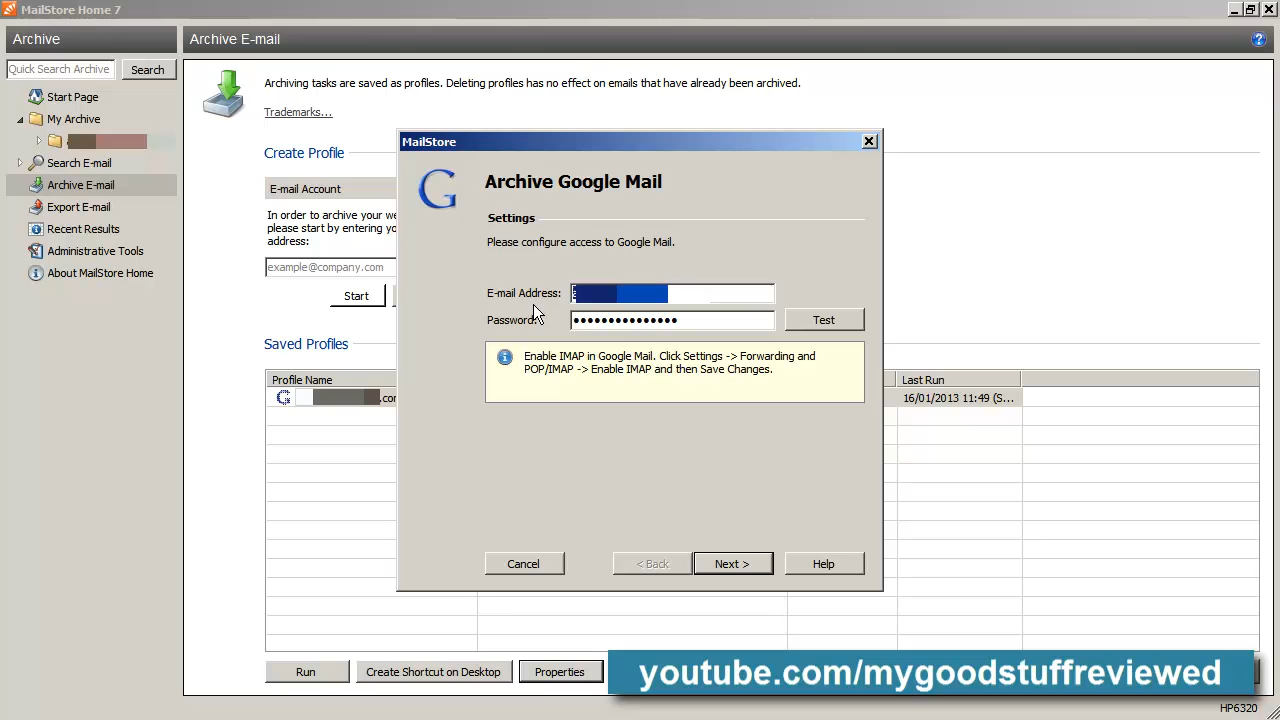 MailStore Home 7
Archive
Archive E-mail
Quick Search Archive
Search
Start Page
My Archive
Search E-mail
Archive E-mail
Export E-mail
Recent Results
Administrative Tools
About MailStore Home
Archiving tasks are saved as profiles. Deleting profiles has no effect on emails that have already been archived.
Trademarks...
Create Profile
E-mail Account
In order to archive your we
please start by entering yo
address:
example@company.com
Start
Saved Profiles
Profile Name
Last Run
.con
16/01/2013 11:49 (S...
MailStore
G
Archive Google Mail
Settings
Please configure access to Google Mail.
E-mail Address:
Password:
•••••••••••••••
Test
Enable IMAP in Google Mail. Click Settings -> Forwarding and
POP/IMAP -> Enable IMAP and then Save Changes.
Cancel
< Back
Next >
Help
Run
Create Shortcut on Desktop
Properties
youtube.com/mygoodstuffreviewed
HP6320